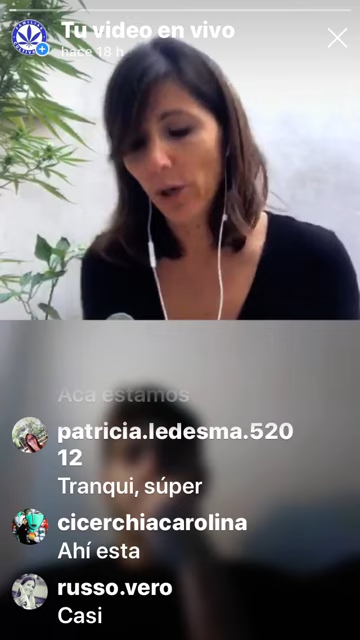 Tu video en vivo
hace 18 h
Aca estamos
patricia.ledesma.520
12
Tranqui, súper
cicerchiacarolina
Ahí esta
russo.vero
Casi